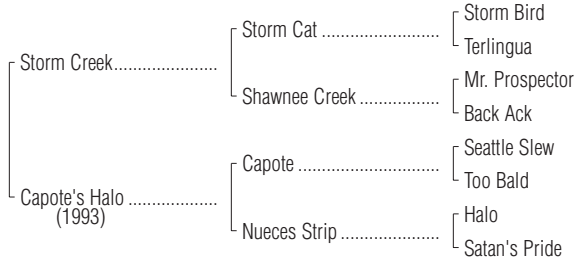 Storm Bird
Storm Cat ........................
Terlingua
Storm Creek.....................
Mr. Prospector
Shawnee Creek ................
Back Ack
Seattle Slew
Capote ............................
Too Bald
Capote's Halo ..................
(1993)
Halo
Nueces Strip ....................
Satan's Pride